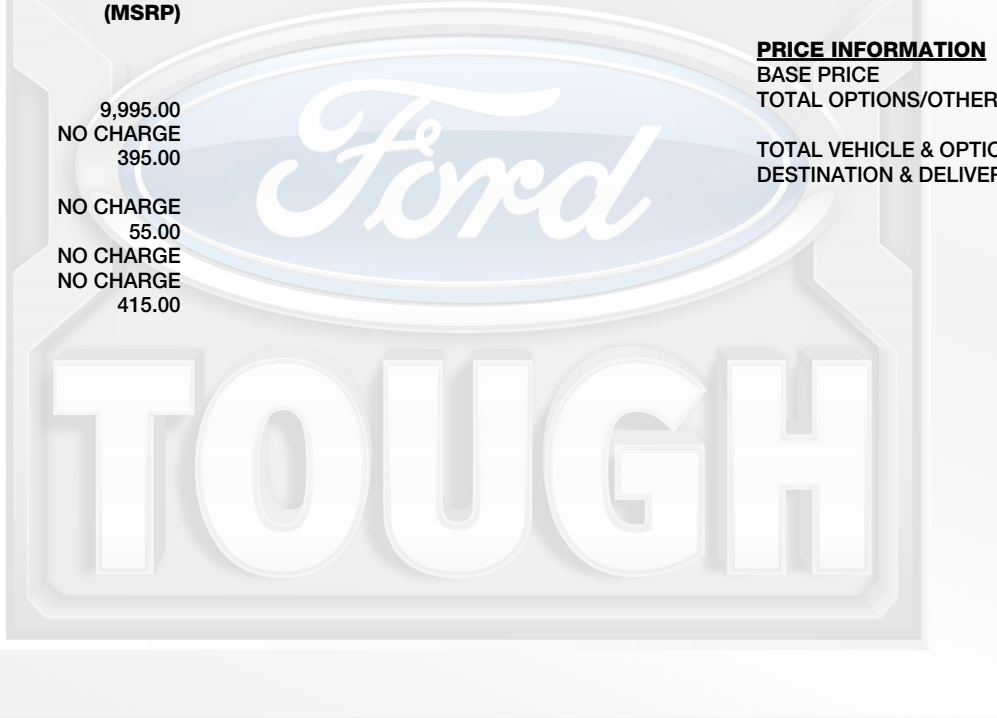 (MSRP)
9,995.00
NO CHARGE
395.00
NO CHARGE
55.00
NO CHARGE
NO CHARGE
415.00
PRICE INFORMATION
BASE PRICE
TOTAL OPTIONS/OTHER
TOTAL VEHICLE & OPTIO
DESTINATION & DELIVER
Ford
TOUGH